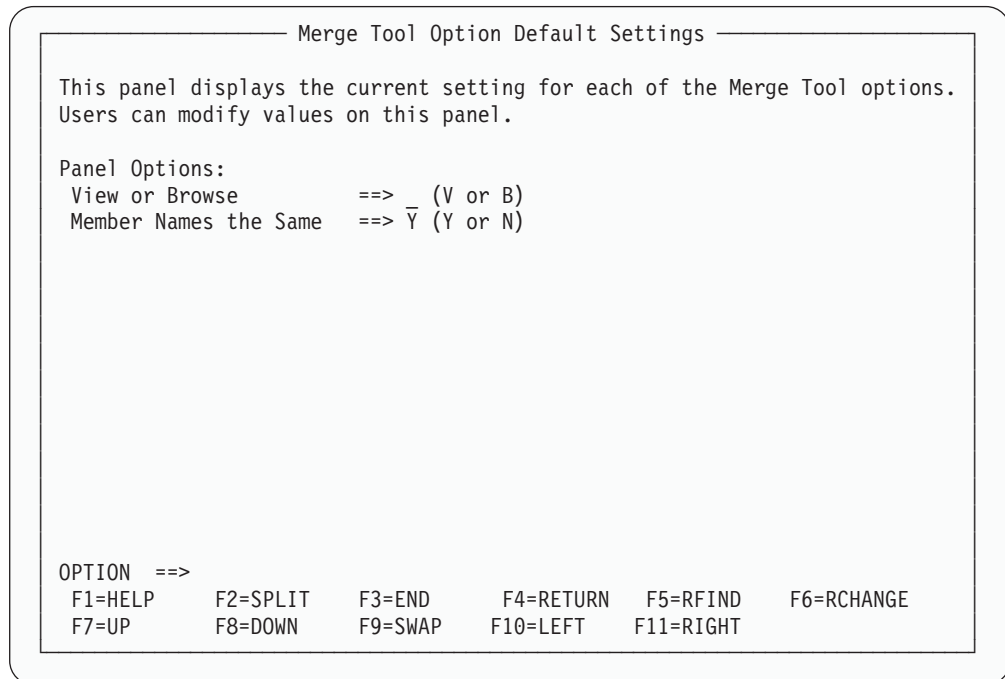 Merge Tool Option Default Settings
This panel displays the current setting for each of the Merge Tool options.
Users can modify values on this panel.
Panel Options:
View or Browse ==> _ (V or B)
Member Names the Same ==> Y (Y or N)
OPTION ==>
F1=HELP F2=SPLIT F3=END F4=RETURN F5=RFIND F6=RCHANGE
F7=UP F8=DOWN F9=SWAP F10=LEFT F11=RIGHT